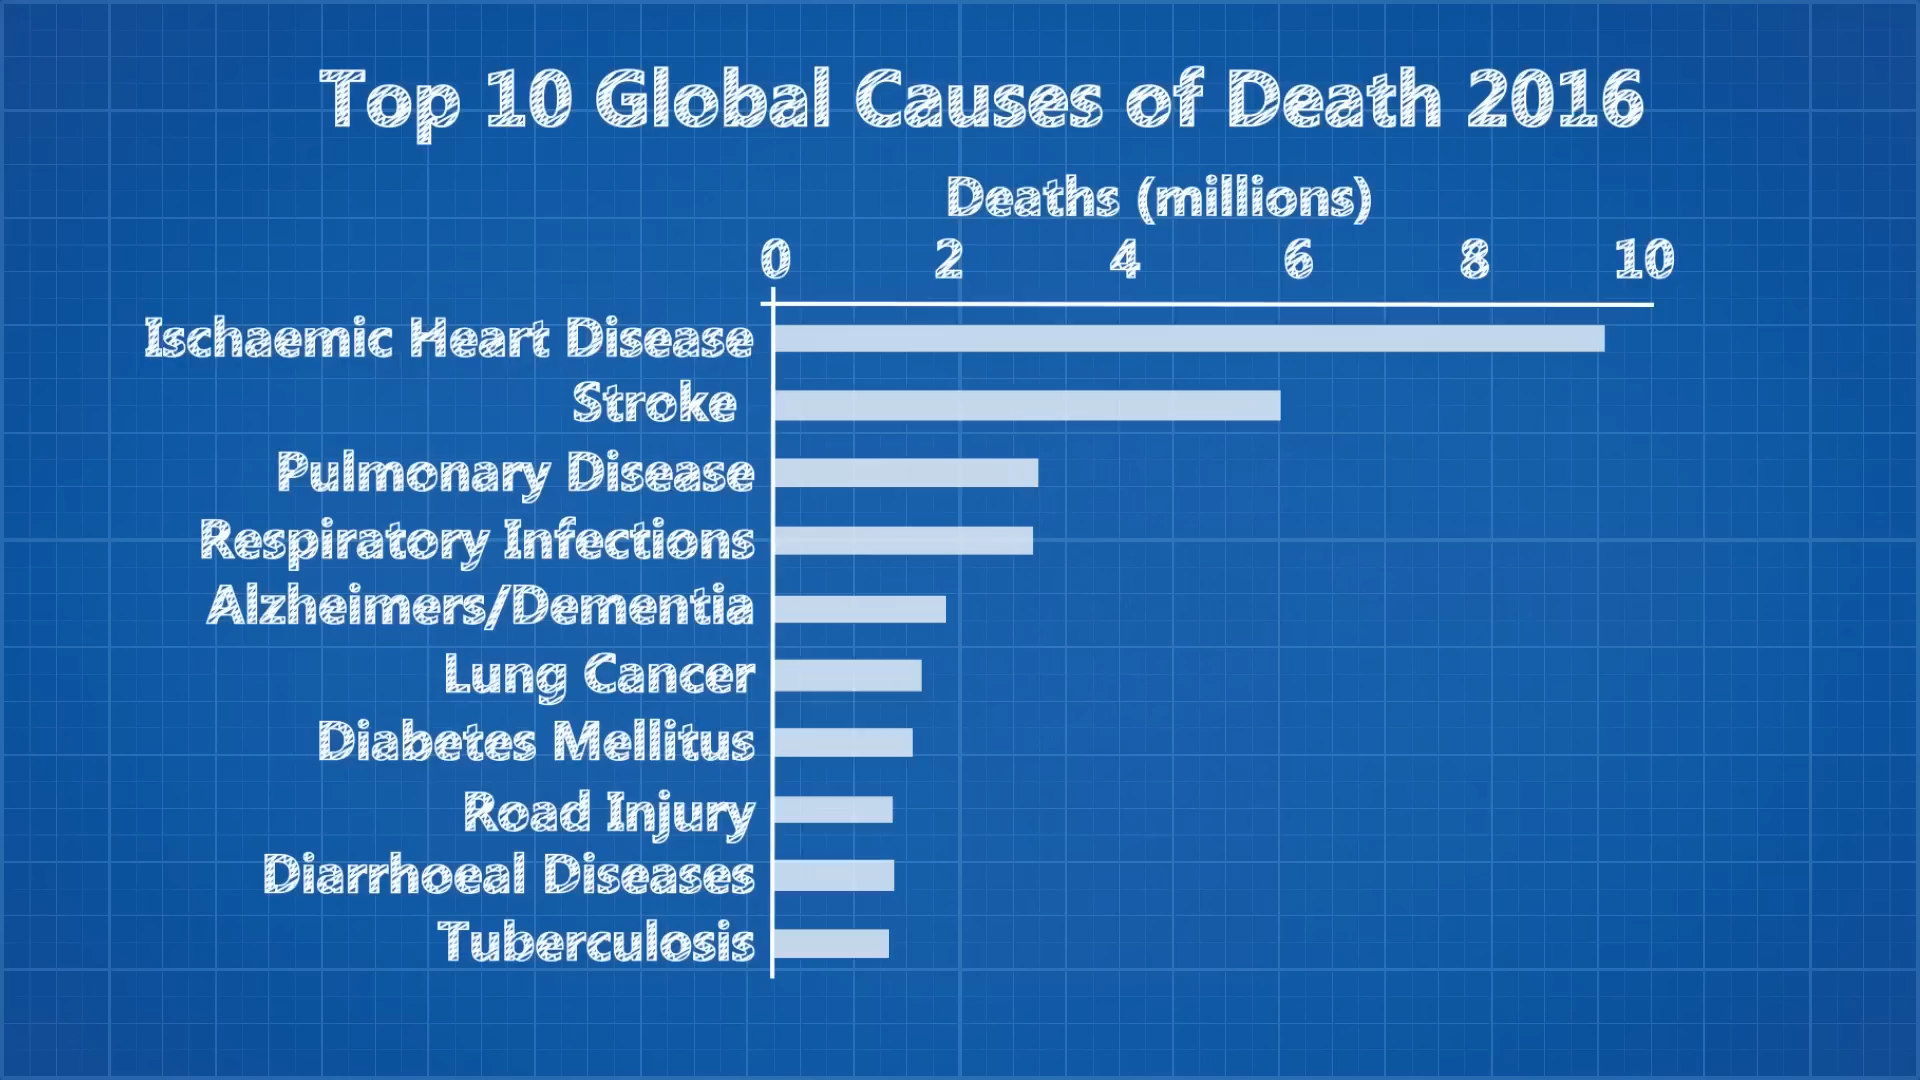 Top 10 Global Causes of Death 2016
Deaths (millions)
0 2 4 6 8 10
Ischaemic Heart Disease
Stroke
Pulmonary Disease
Respiratory Infections
Alzheimers/Dementia
Lung Cancer
Diabetes Mellitus
Road Injury
Diarrhoeal Diseases
Tuberculosis